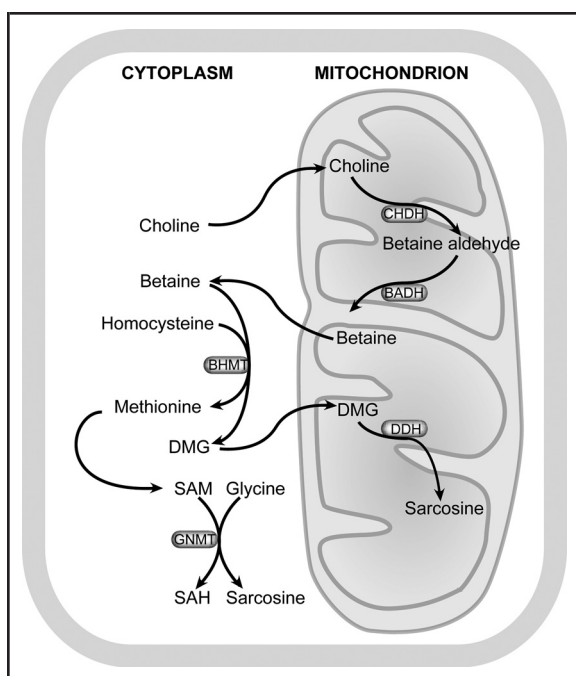 CYTOPLASM MITOCHONDRION
Choline
CHDH
Choline
Betaine aldehyde
Betaine
BADH
Homocysteine
Betaine
BHMT
Methionine
DMG
DMG
DDH
SAM Glycine
Sarcosine
GNMT
SAH Sarcosine